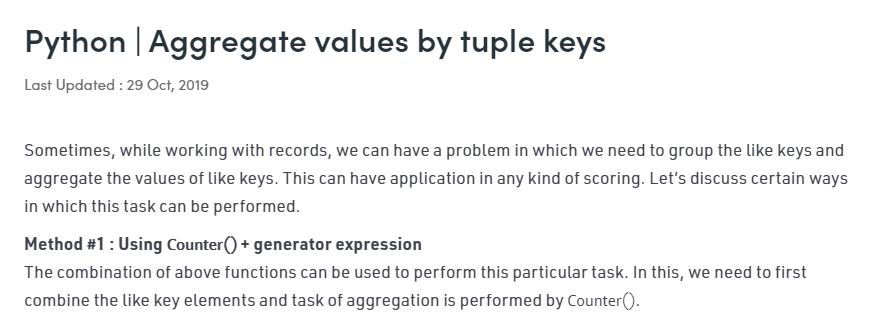 Python | Aggregate values by tuple keys
Last Updated : 29 Oct, 2019
Sometimes, while working with records, we can have a problem in which we need to group the like keys and
aggregate the values of like keys. This can have application in any kind of scoring. Let’s discuss certain ways
in which this task can be performed.
Method #1 : Using Counter() + generator expression
The combination of above functions can be used to perform this particular task. In this, we need to first
combine the like key elements and task of aggregation is performed by Counter().